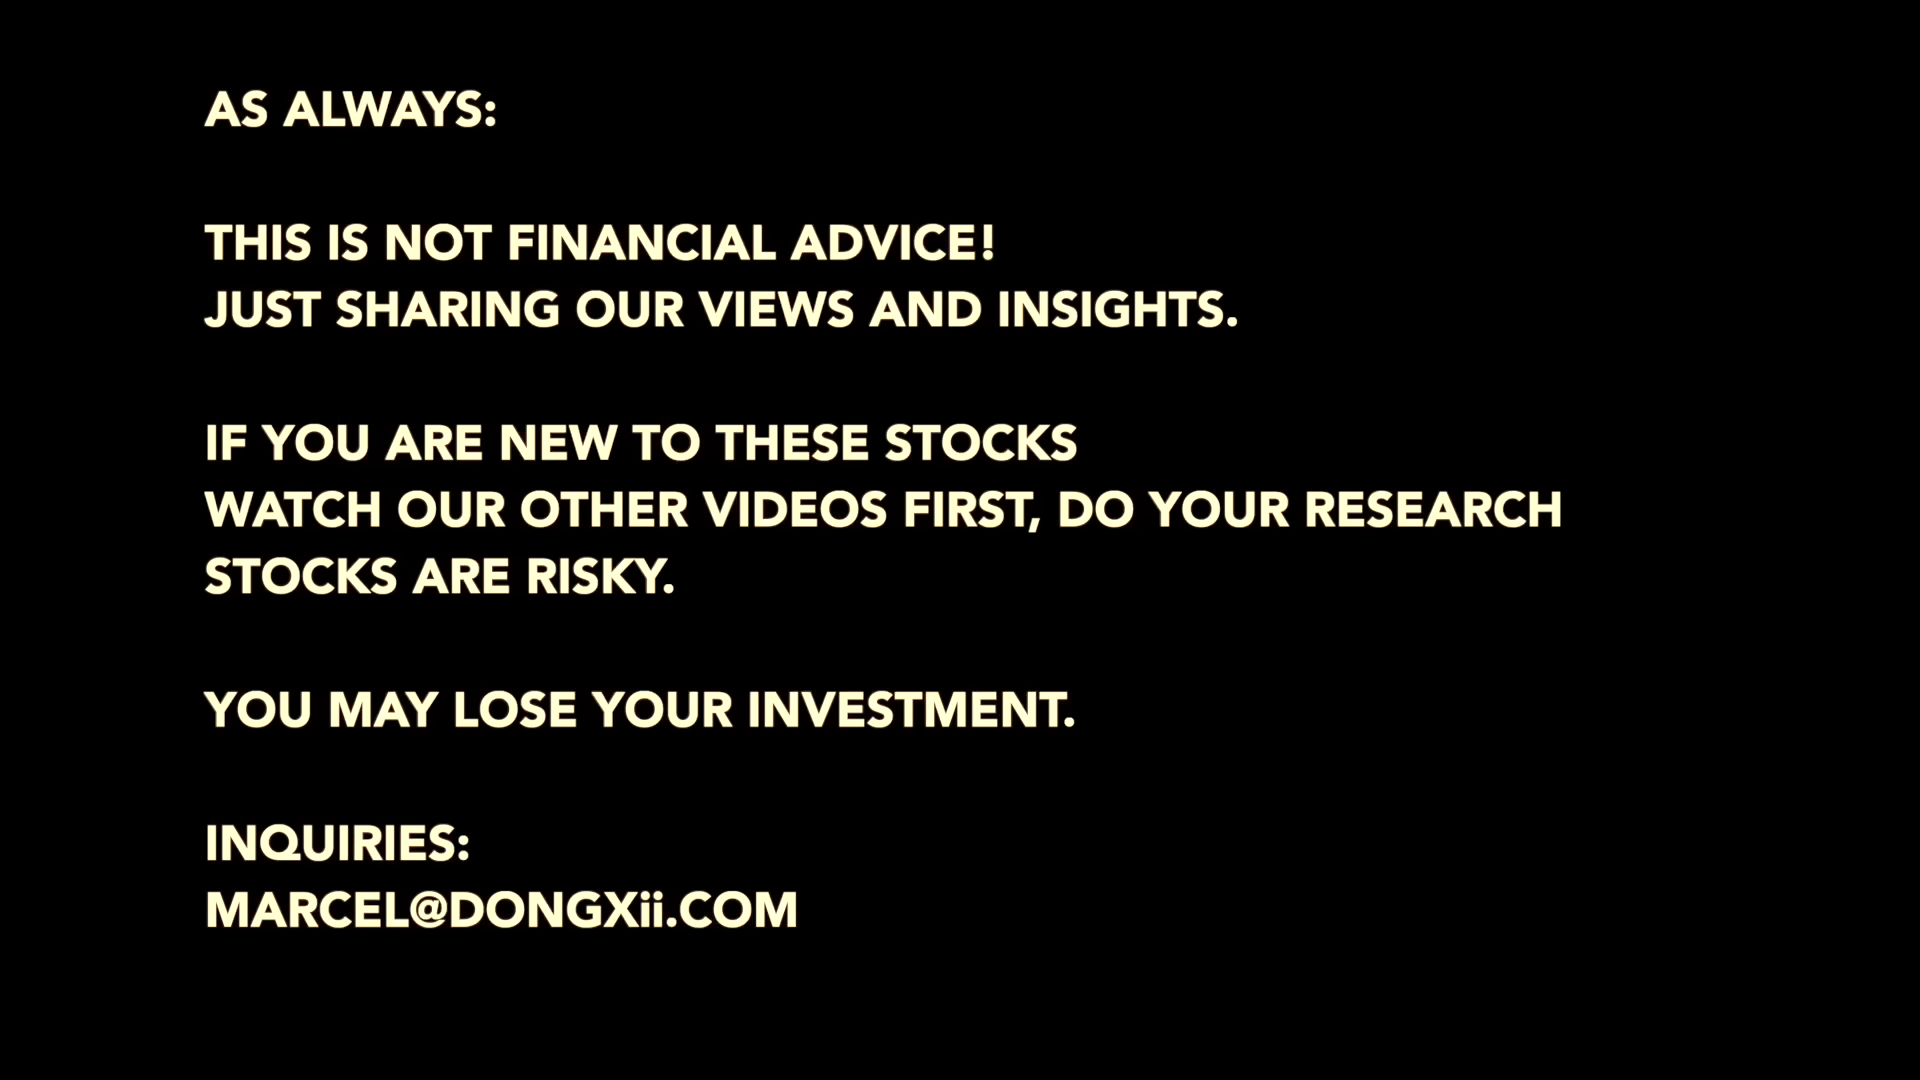 AS ALWAYS:
THIS IS NOT FINANCIAL ADVICE!
JUST SHARING OUR VIEWS AND INSIGHTS.
IF YOU ARE NEW TO THESE STOCKS
WATCH OUR OTHER VIDEOS FIRST, DO YOUR RESEARCH
STOCKS ARE RISKY.
YOU MAY LOSE YOUR INVESTMENT.
INQUIRIES:
MARCEL@DONGXii.COM